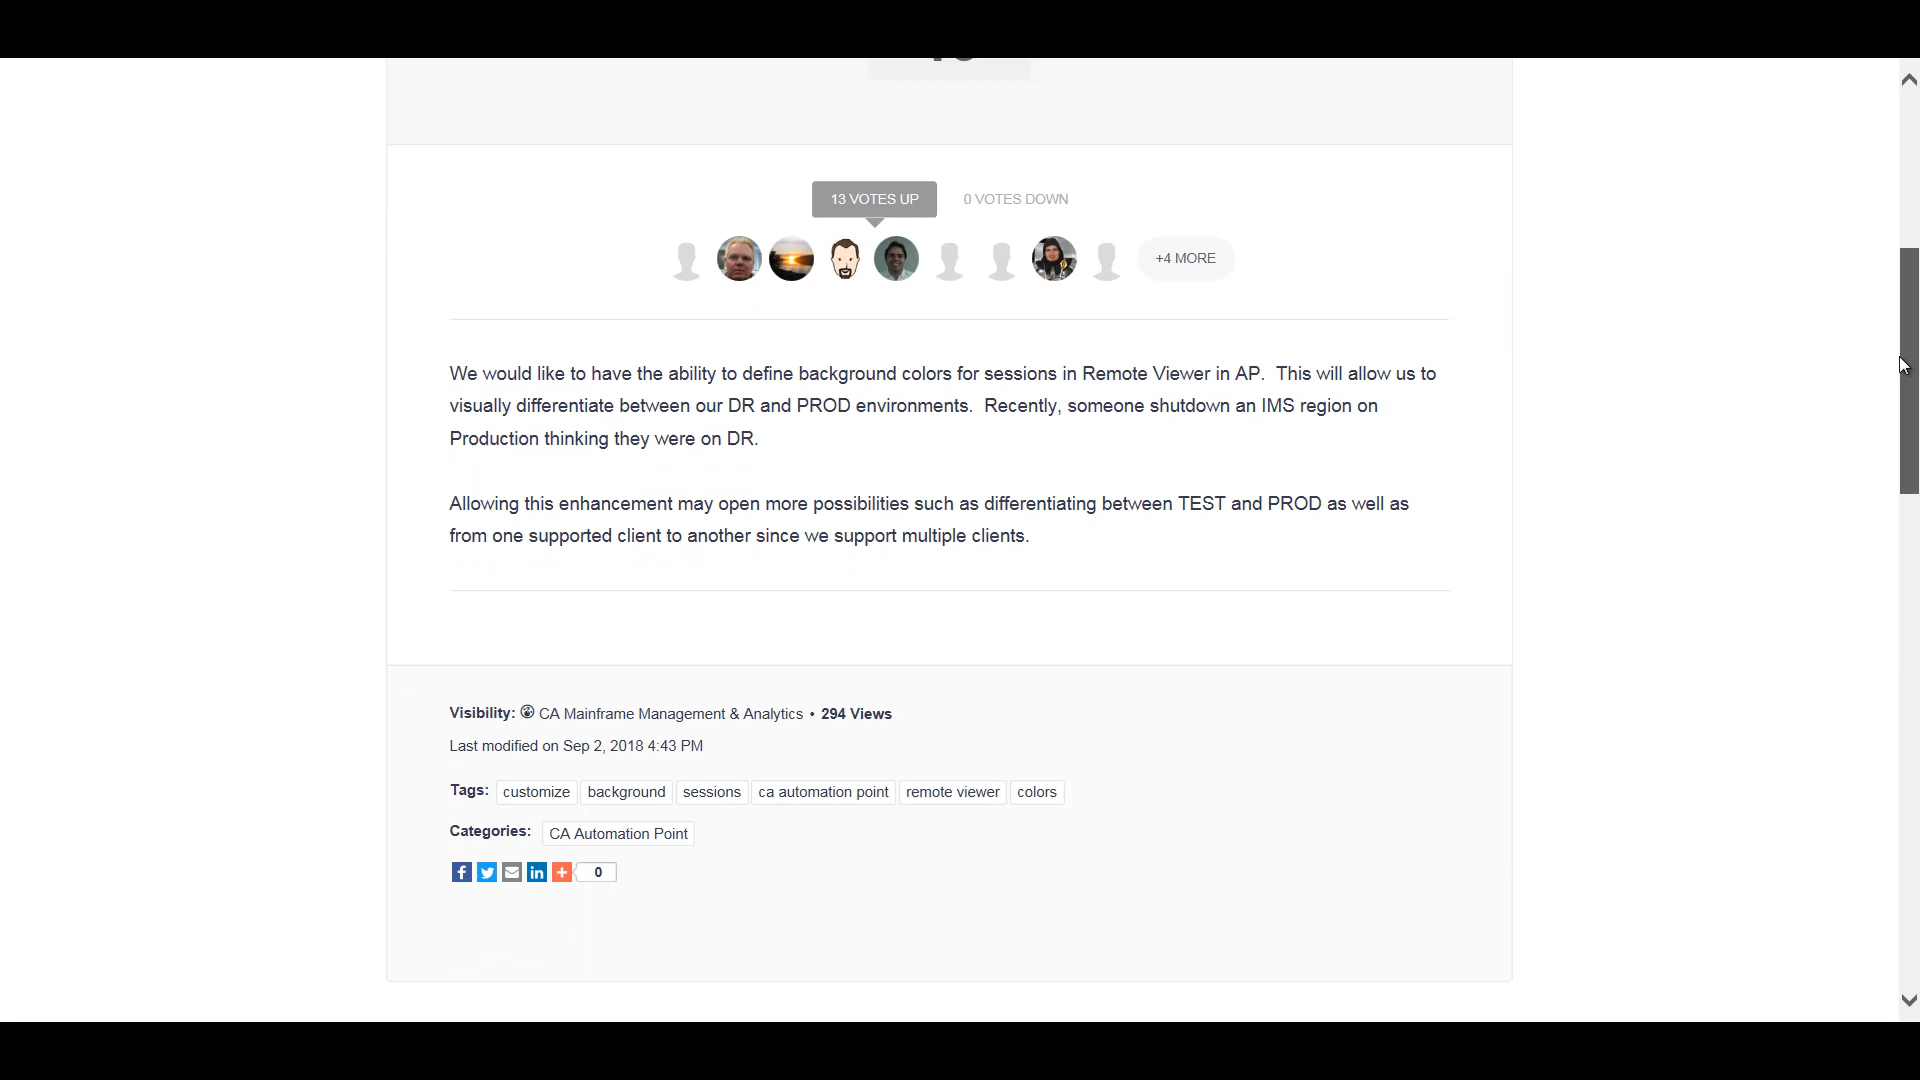 13 VOTES UP 0 VOTES DOWN
+4 MORE
We would like to have the ability to define background colors for sessions in Remote Viewer in AP.  This will allow us to
visually differentiate between our DR and PROD environments.  Recently, someone shutdown an IMS region on
Production thinking they were on DR.
Allowing this enhancement may open more possibilities such as differentiating between TEST and PROD as well as
from one supported client to another since we support multiple clients.
Visibility: CA Mainframe Management & Analytics • 294 Views
Last modified on Sep 2, 2018 4:43 PM
Tags: customize background sessions ca automation point remote viewer colors
Categories: CA Automation Point
0